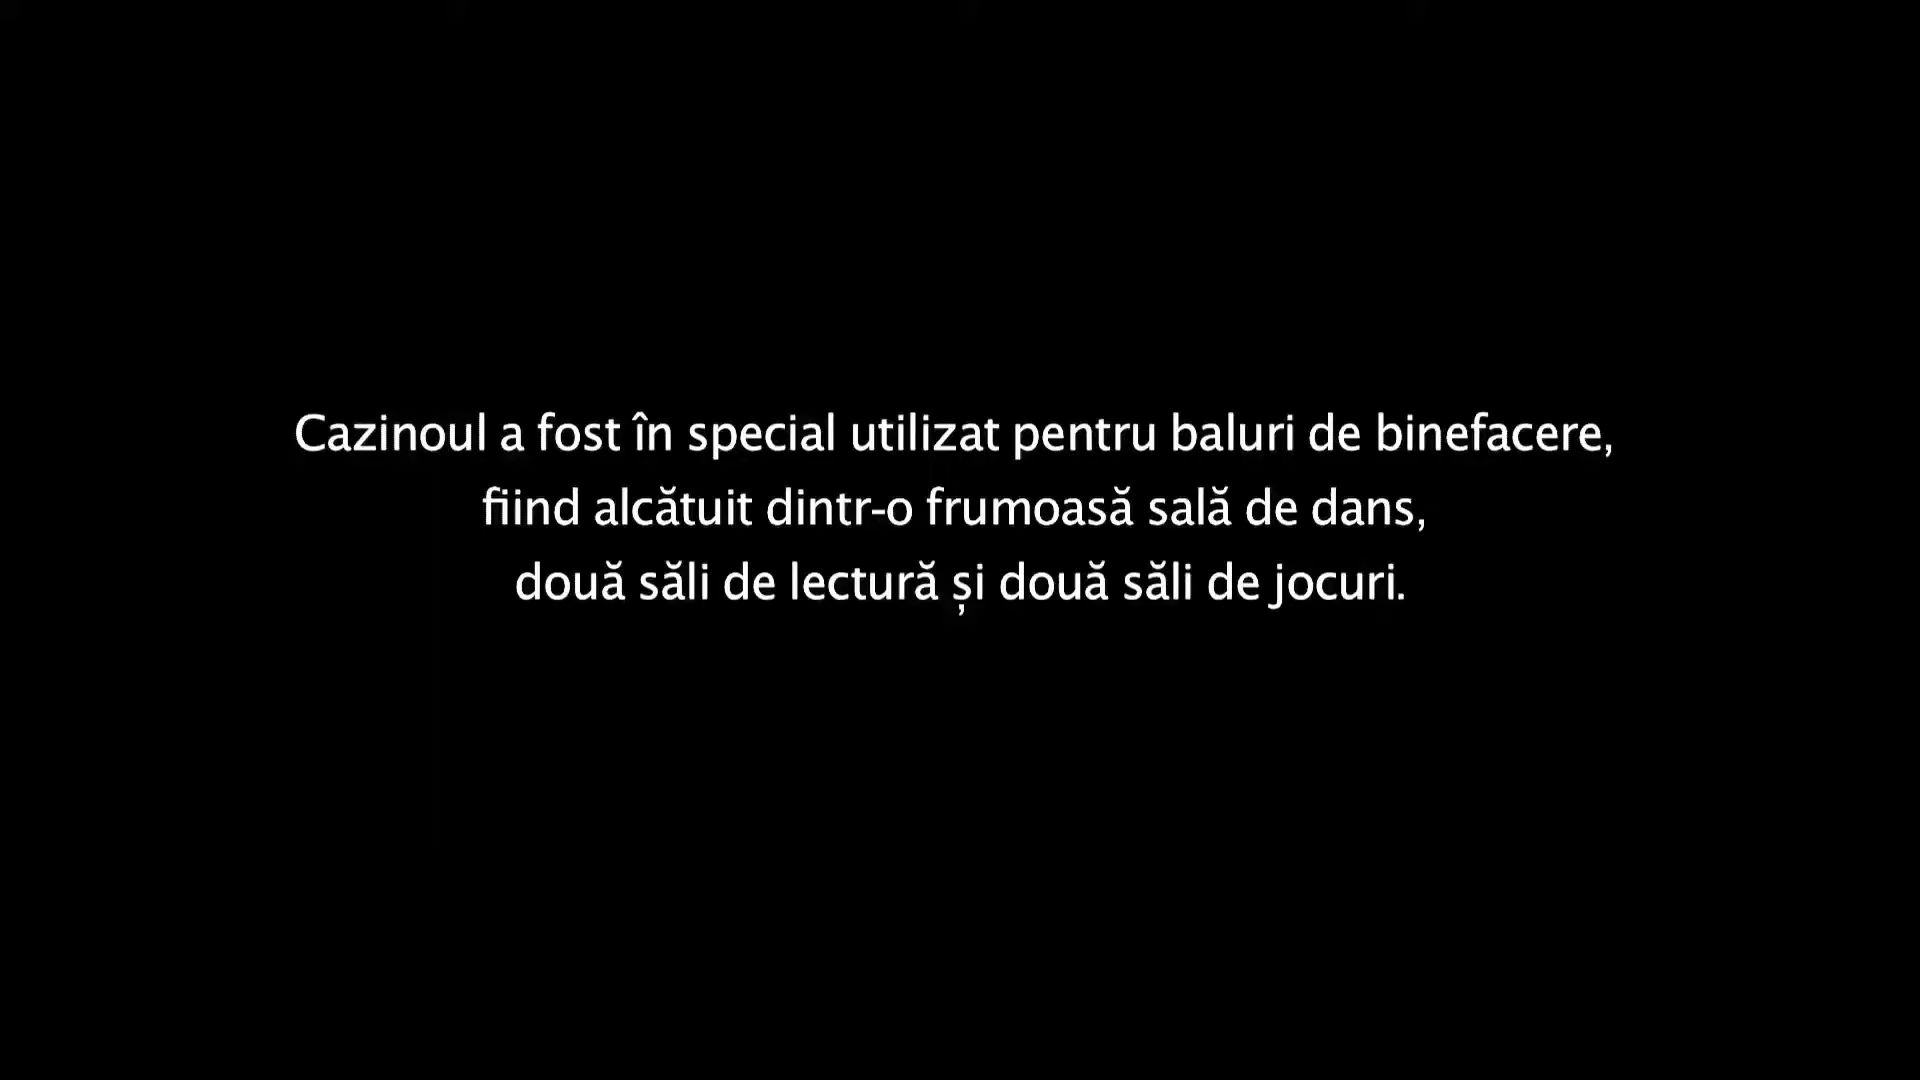 Cazinoul a fost în special utilizat pentru baluri de binefacere,
fiind alcătuit dintr-o frumoasă sală de dans,
două săli de lectură și două săli de jocuri.